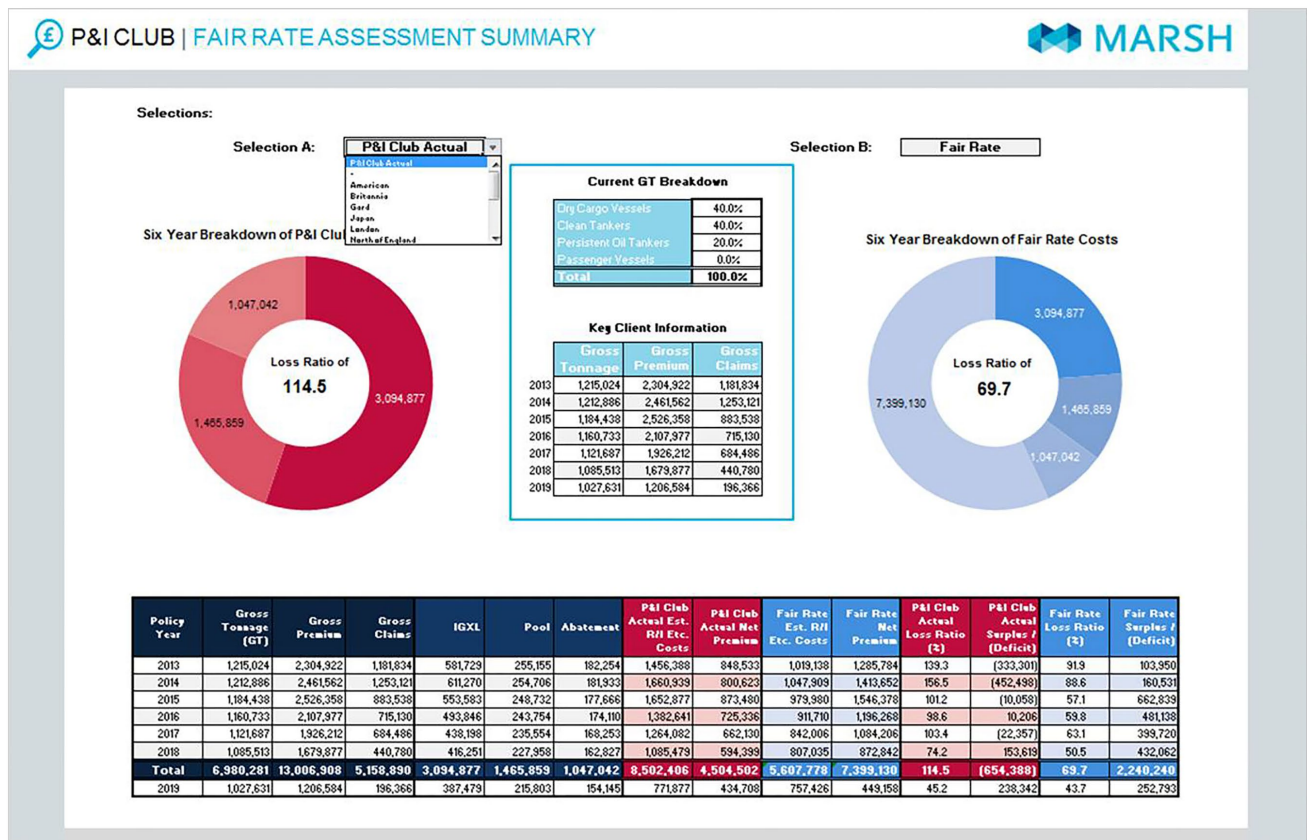 P&I CLUB | FAIR RATE ASSESSMENT SUMMARY
MARSH
Selections:
Selection A: P&I Club Actual
P&I Club Actual
-
American
Britannia
Gard
Japan
London
North of England
Selection B: Fair Rate
Current GT Breakdown
Dry Cargo Vessels 40.0%
Clean Tankers 40.0%
Persistent Oil Tankers 20.0%
Passenger Vessels 0.0%
Total 100.0%
Six Year Breakdown of P&I Clu
1,047,042
Loss Ratio of
114.5
3,094,877
1,465,859
Six Year Breakdown of Fair Rate Costs
3,094,877
Loss Ratio of
69.7
7,399,130
1,465,859
1,047,042
Key Client Information
Gross Tonnage Gross Premium Gross Claims
2013 1,215,024 2,304,922 1,181,834
2014 1,212,886 2,461,562 1,253,121
2015 1,184,438 2,526,358 883,538
2016 1,160,733 2,107,977 715,130
2017 1,121,687 1,926,212 684,486
2018 1,085,513 1,679,877 440,780
2019 1,027,631 1,206,584 196,366
Policy Year Gross Tonnage (GT) Gross Premium Gross Claims IGXL Pool Abatement P&I Club Actual Est. R/I Etc. Costs P&I Club Actual Net Premium Fair Rate Est. R/I Etc. Costs Fair Rate Net Premium P&I Club Actual Loss Ratio (%) P&I Club Actual Surplus / (Deficit) Fair Rate Loss Ratio (%) Fair Rate Surplus / (Deficit)
2013 1,215,024 2,304,922 1,181,834 581,729 255,155 182,254 1,456,388 848,533 1,019,138 1,285,784 139.3 (333,301) 91.9 103,950
2014 1,212,886 2,461,562 1,253,121 611,270 254,706 181,933 1,660,939 800,623 1,047,909 1,413,652 156.5 (452,498) 88.6 160,531
2015 1,184,438 2,526,358 883,538 553,583 248,732 177,666 1,652,877 873,480 979,980 1,546,378 101.2 (10,058) 57.1 662,839
2016 1,160,733 2,107,977 715,130 493,846 243,754 174,110 1,382,641 725,336 911,710 1,196,268 98.6 10,206 59.8 481,138
2017 1,121,687 1,926,212 684,486 438,198 235,554 168,253 1,264,082 662,130 842,006 1,084,206 103.4 (22,357) 63.1 399,720
2018 1,085,513 1,679,877 440,780 416,251 227,958 162,827 1,085,479 594,399 807,035 872,842 74.2 153,619 50.5 432,062
Total 6,980,281 13,006,908 5,158,890 3,094,877 1,465,859 1,047,042 8,502,406 4,504,502 5,607,778 7,399,130 114.5 (654,388) 69.7 2,240,240
2019 1,027,631 1,206,584 196,366 387,479 215,803 154,145 771,877 434,708 757,426 449,158 45.2 238,342 43.7 252,793